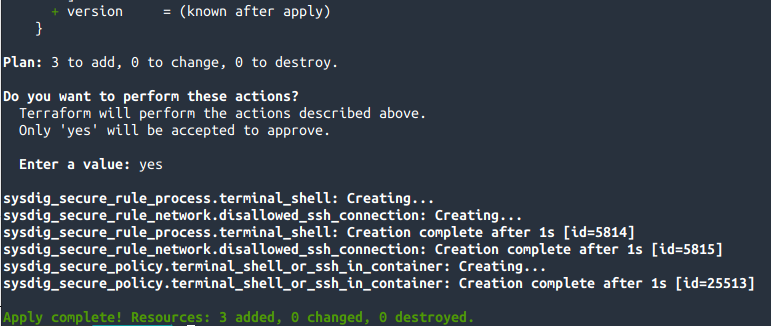 + version     = (known after apply)
}
Plan: 3 to add, 0 to change, 0 to destroy.
Do you want to perform these actions?
Terraform will perform the actions described above.
Only 'yes' will be accepted to approve.
Enter a value: yes
sysdig_secure_rule_process.terminal_shell: Creating...
sysdig_secure_rule_network.disallowed_ssh_connection: Creating...
sysdig_secure_rule_process.terminal_shell: Creation complete after 1s [id=5814]
sysdig_secure_rule_network.disallowed_ssh_connection: Creation complete after 1s [id=5815]
sysdig_secure_policy.terminal_shell_or_ssh_in_container: Creating...
sysdig_secure_policy.terminal_shell_or_ssh_in_container: Creation complete after 1s [id=25513]
Apply complete! Resources: 3 added, 0 changed, 0 destroyed.